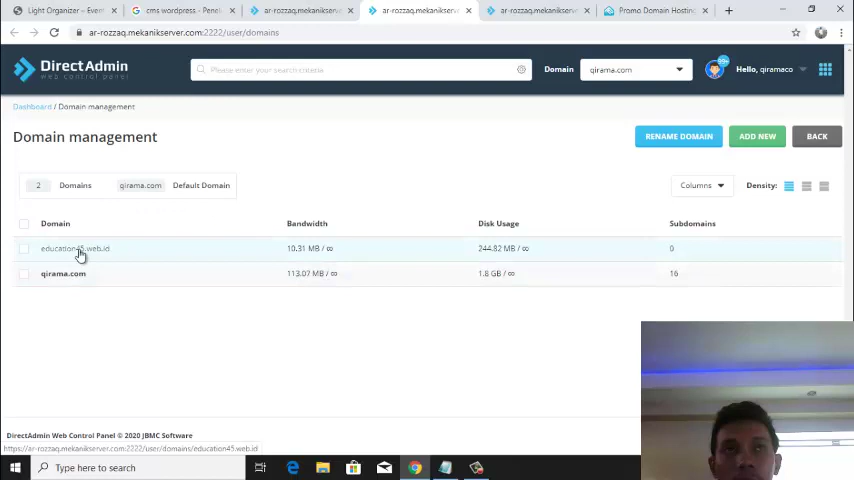 Light Organizer – Even
cms wordpress - Penel
ar-rozzaq.mekanikserve
ar-rozzaq.mekanikserve
ar-rozzaq.mekanikserve
Promo Domain Hosting
ar-rozzaq.mekanikserver.com:2222/user/domains
DirectAdmin
web control panel
Please enter your search criteria
Domain
qirama.com
99+
Hello, qiramaco
Dashboard / Domain management
Domain management
RENAME DOMAIN
ADD NEW
BACK
2 Domains
qirama.com Default Domain
Columns
Density:
Domain Bandwidth Disk Usage Subdomains
education45.web.id 10.31 MB / ∞ 244.82 MB / ∞ 0
qirama.com 113.07 MB / ∞ 1.8 GB / ∞ 16
DirectAdmin Web Control Panel © 2020 JBMC Software
https://ar-rozzaq.mekanikserver.com:2222/user/domains/education45.web.id
Type here to search